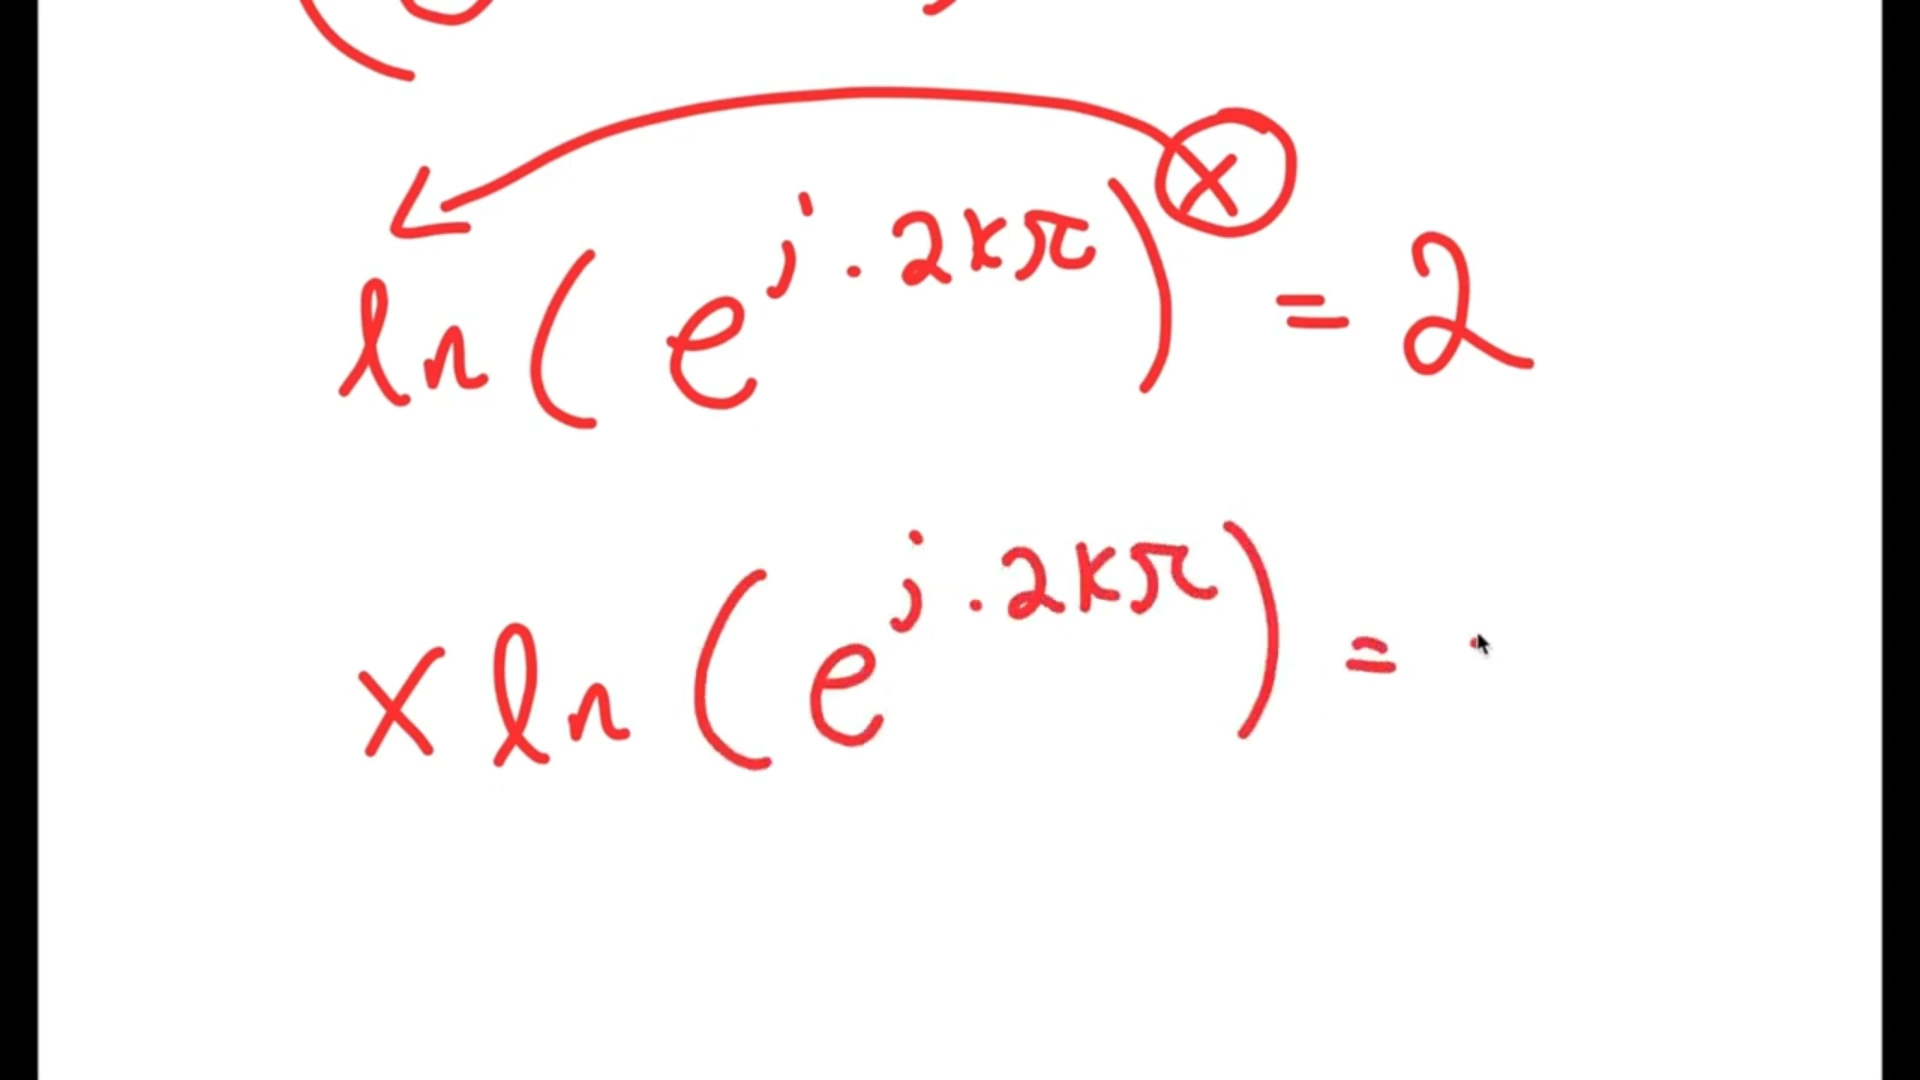 ln(e^{j.2kπ})^x = 2
x ln(e^{j.2kπ}) =